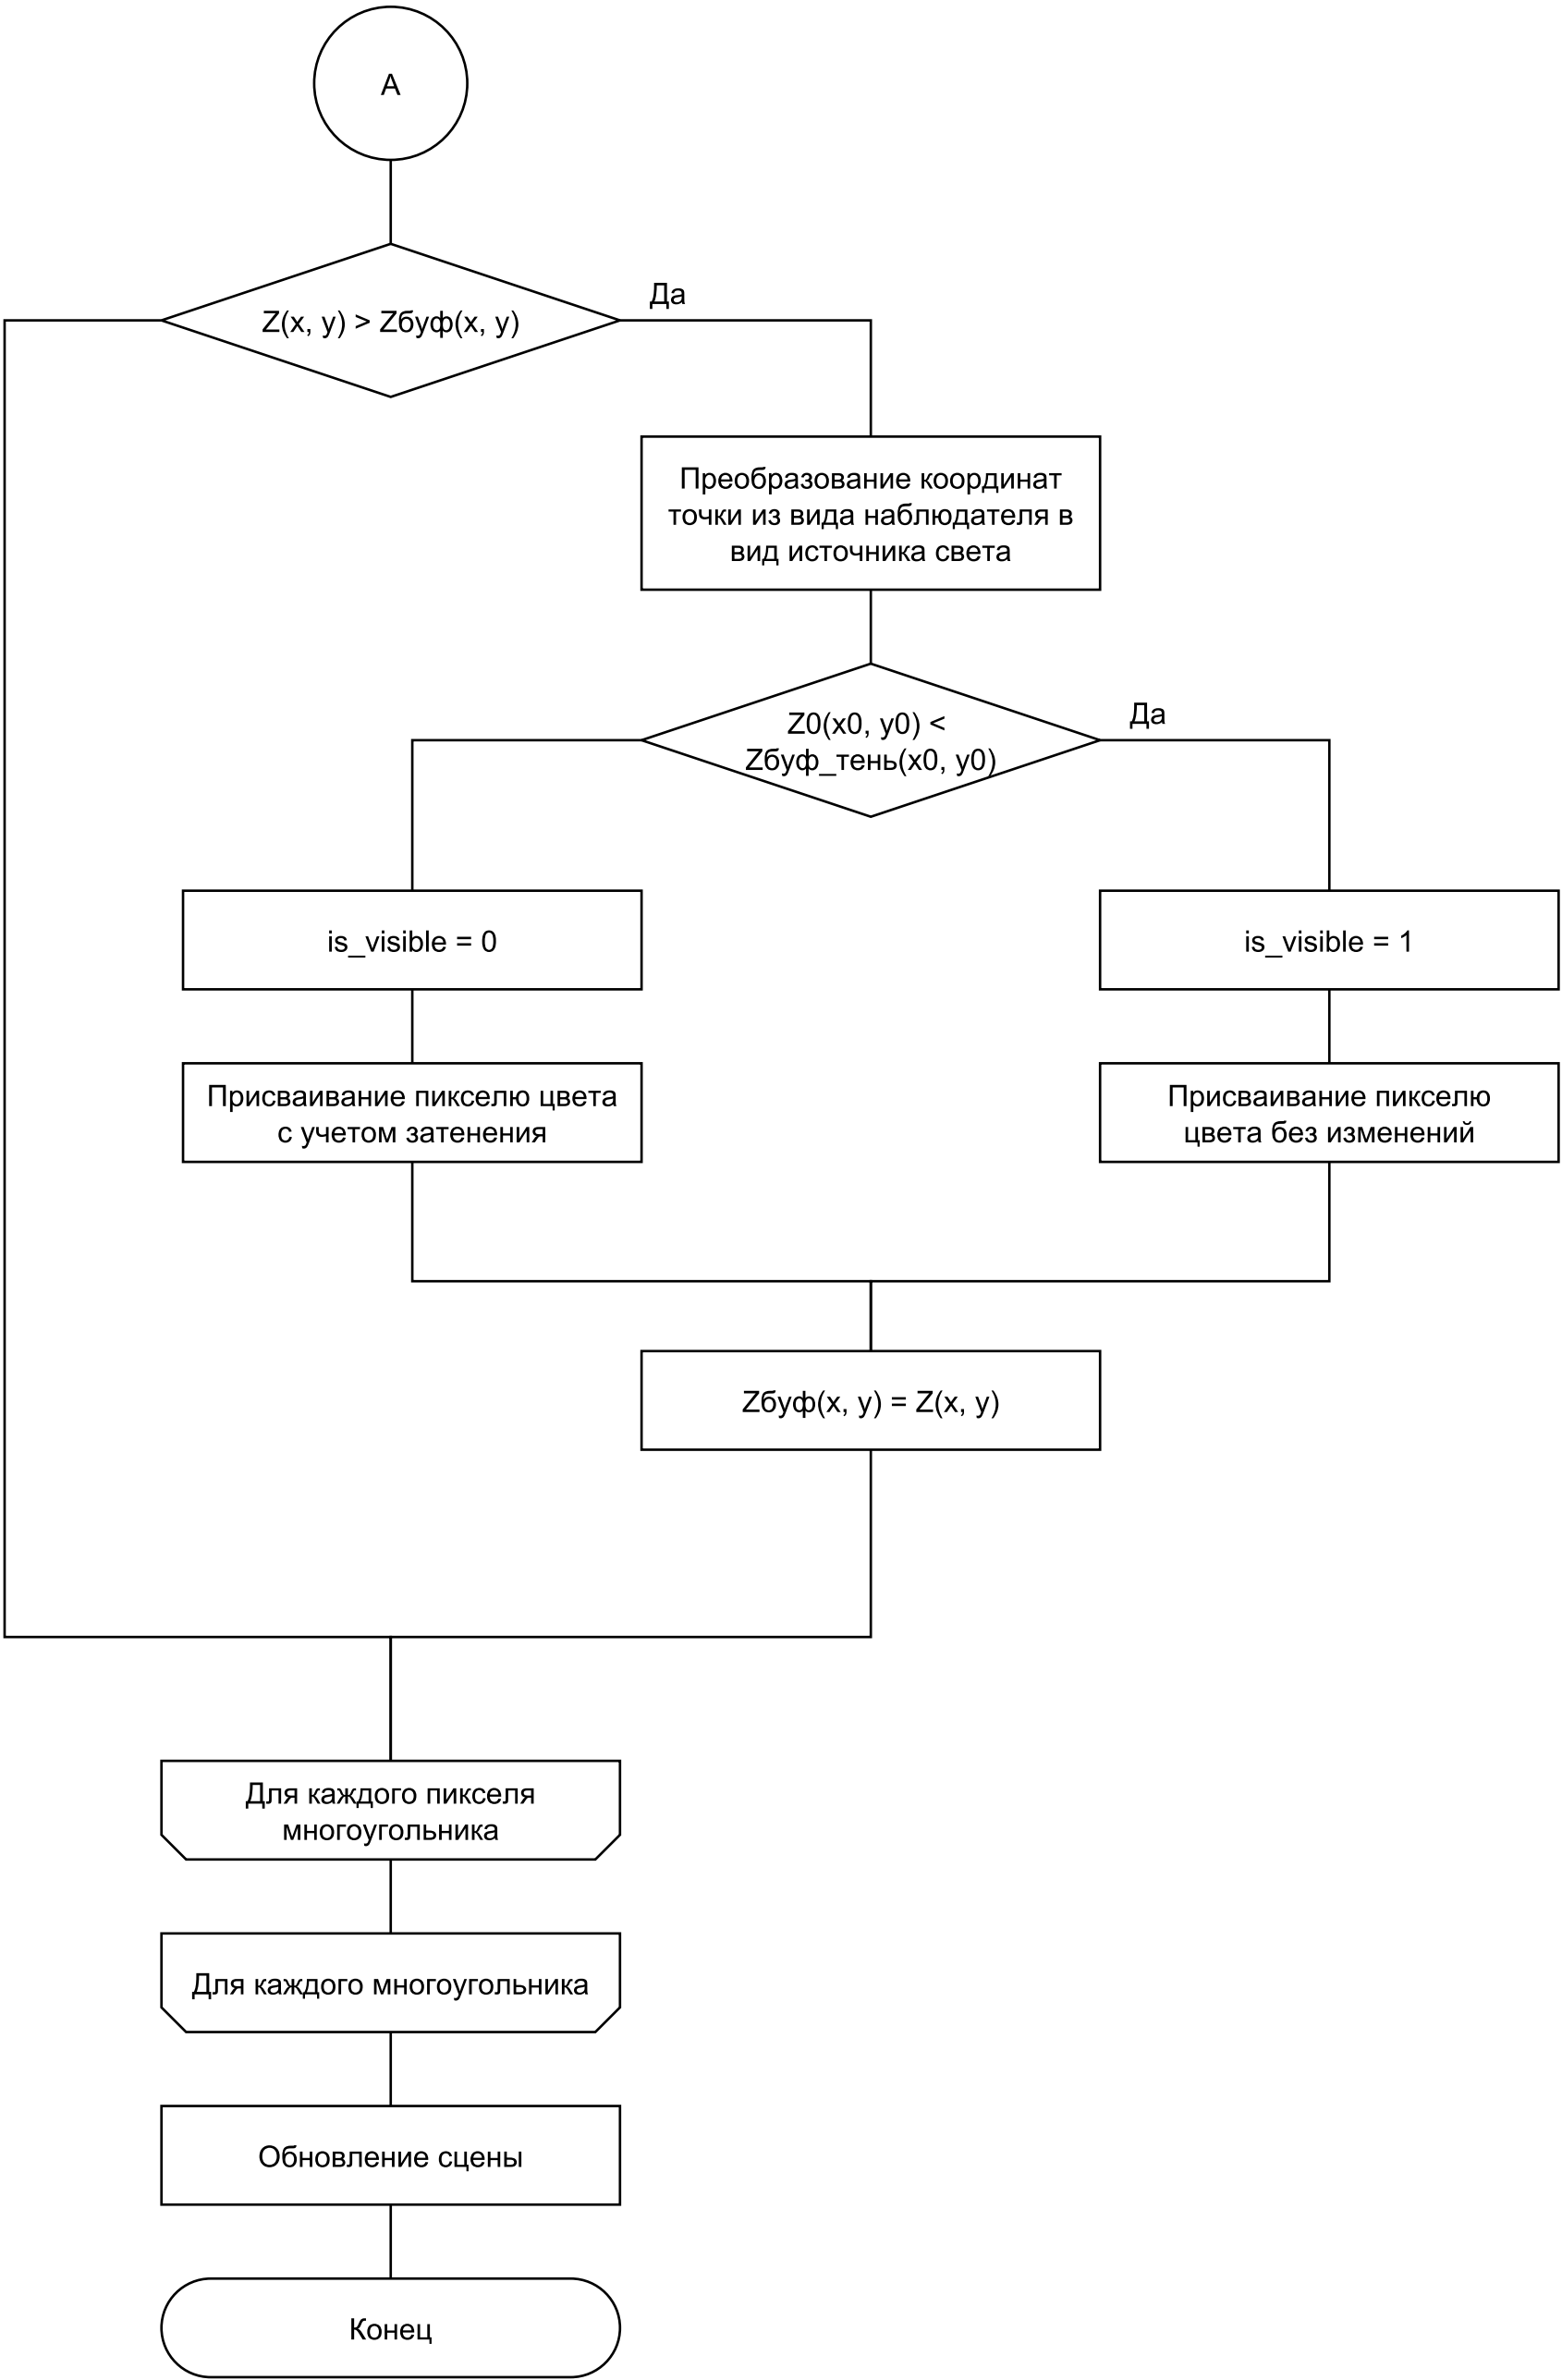 A
Z(x, y) > Zбуф(x, y)
Да
Преобразование координат
точки из вида наблюдателя в
вид источника света
Z0(x0, y0) <
Zбуф_тень(x0, y0)
Да
is_visible = 0
is_visible = 1
Присваивание пикселю цвета
с учетом затенения
Присваивание пикселю
цвета без изменений
Zбуф(x, y) = Z(x, y)
Для каждого пикселя
многоугольника
Для каждого многоугольника
Обновление сцены
Конец